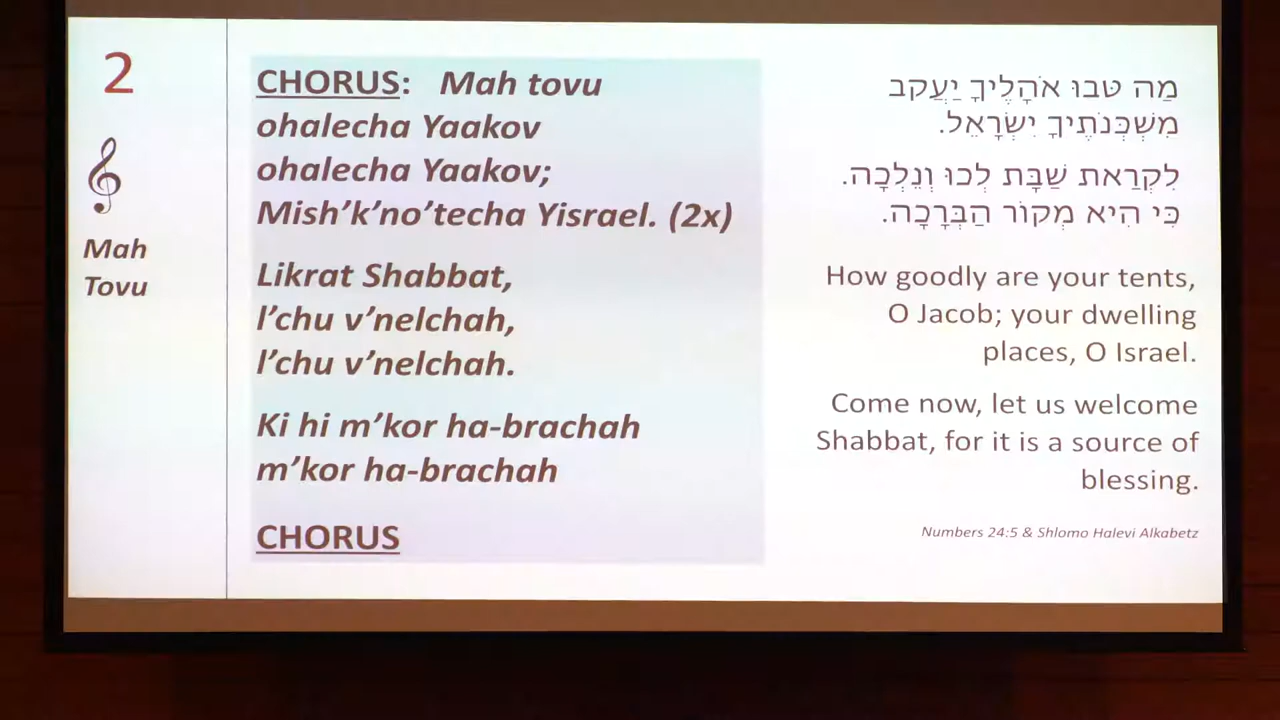 2
Mah
Tovu
CHORUS: Mah tovu
ohalecha Yaakov
ohalecha Yaakov;
Mish’k’no’techa Yisrael. (2x)
Likrat Shabbat,
l’chu v’nelchah,
l’chu v’nelchah.
Ki hi m’kor ha-brachah
m’kor ha-brachah
CHORUS
מַה טֹּבוּ אֹהָלֶיךָ יַעֲקֹב
מִשְׁכְּנֹתֶיךָ יִשְׂרָאֵל.
לִקְרַאת שַׁבָּת לְכוּ וְנֵלְכָה.
כִּי הִיא מְקוֹר הַבְּרָכָה.
How goodly are your tents,
O Jacob; your dwelling
places, O Israel.
Come now, let us welcome
Shabbat, for it is a source of
blessing.
Numbers 24:5 & Shlomo Halevi Alkabetz